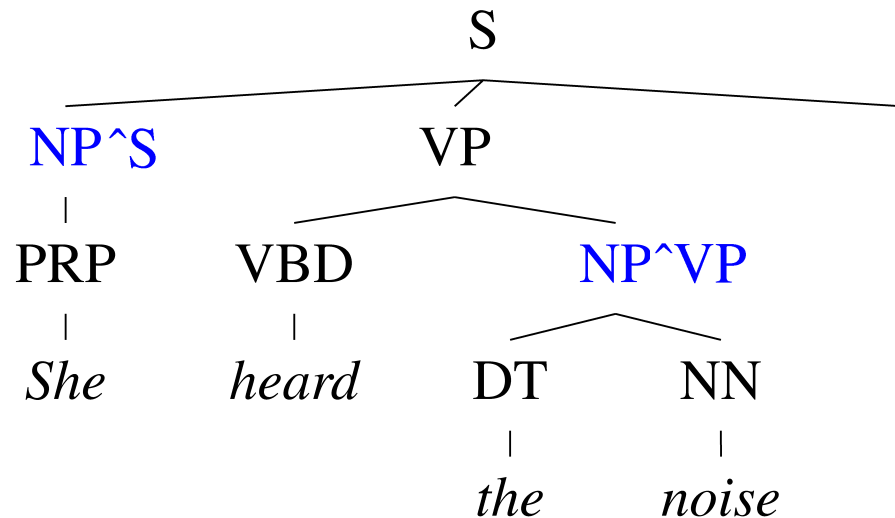 S
NP^S VP
PRP VBD NP^VP
She heard DT NN
the noise